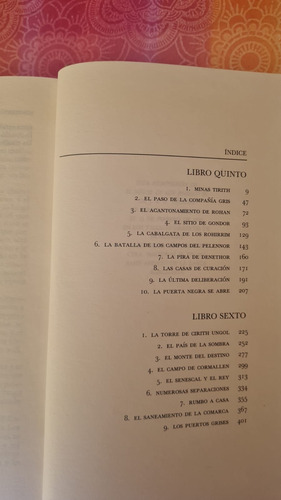 ÍNDICE
LIBRO QUINTO
1. MINAS TIRITH 9
2. EL PASO DE LA COMPAÑÍA GRIS 47
3. EL ACANTONAMIENTO DE ROHAN 72
4. EL SITIO DE GONDOR 93
5. LA CABALGATA DE LOS ROHIRRIM 129
6. LA BATALLA DE LOS CAMPOS DEL PELENNOR 143
7. LA PIRA DE DENETHOR 160
8. LAS CASAS DE CURACIÓN 171
9. LA ÚLTIMA DELIBERACIÓN 191
10. LA PUERTA NEGRA SE ABRE 207
LIBRO SEXTO
1. LA TORRE DE CIRITH UNGOL 225
2. EL PAÍS DE LA SOMBRA 252
3. EL MONTE DEL DESTINO 277
4. EL CAMPO DE CORMALLEN 299
5. EL SENESCAL Y EL REY 313
6. NUMEROSAS SEPARACIONES 334
7. RUMBO A CASA 355
8. EL SANEAMIENTO DE LA COMARCA 367
9. LOS PUERTOS GRISES 401